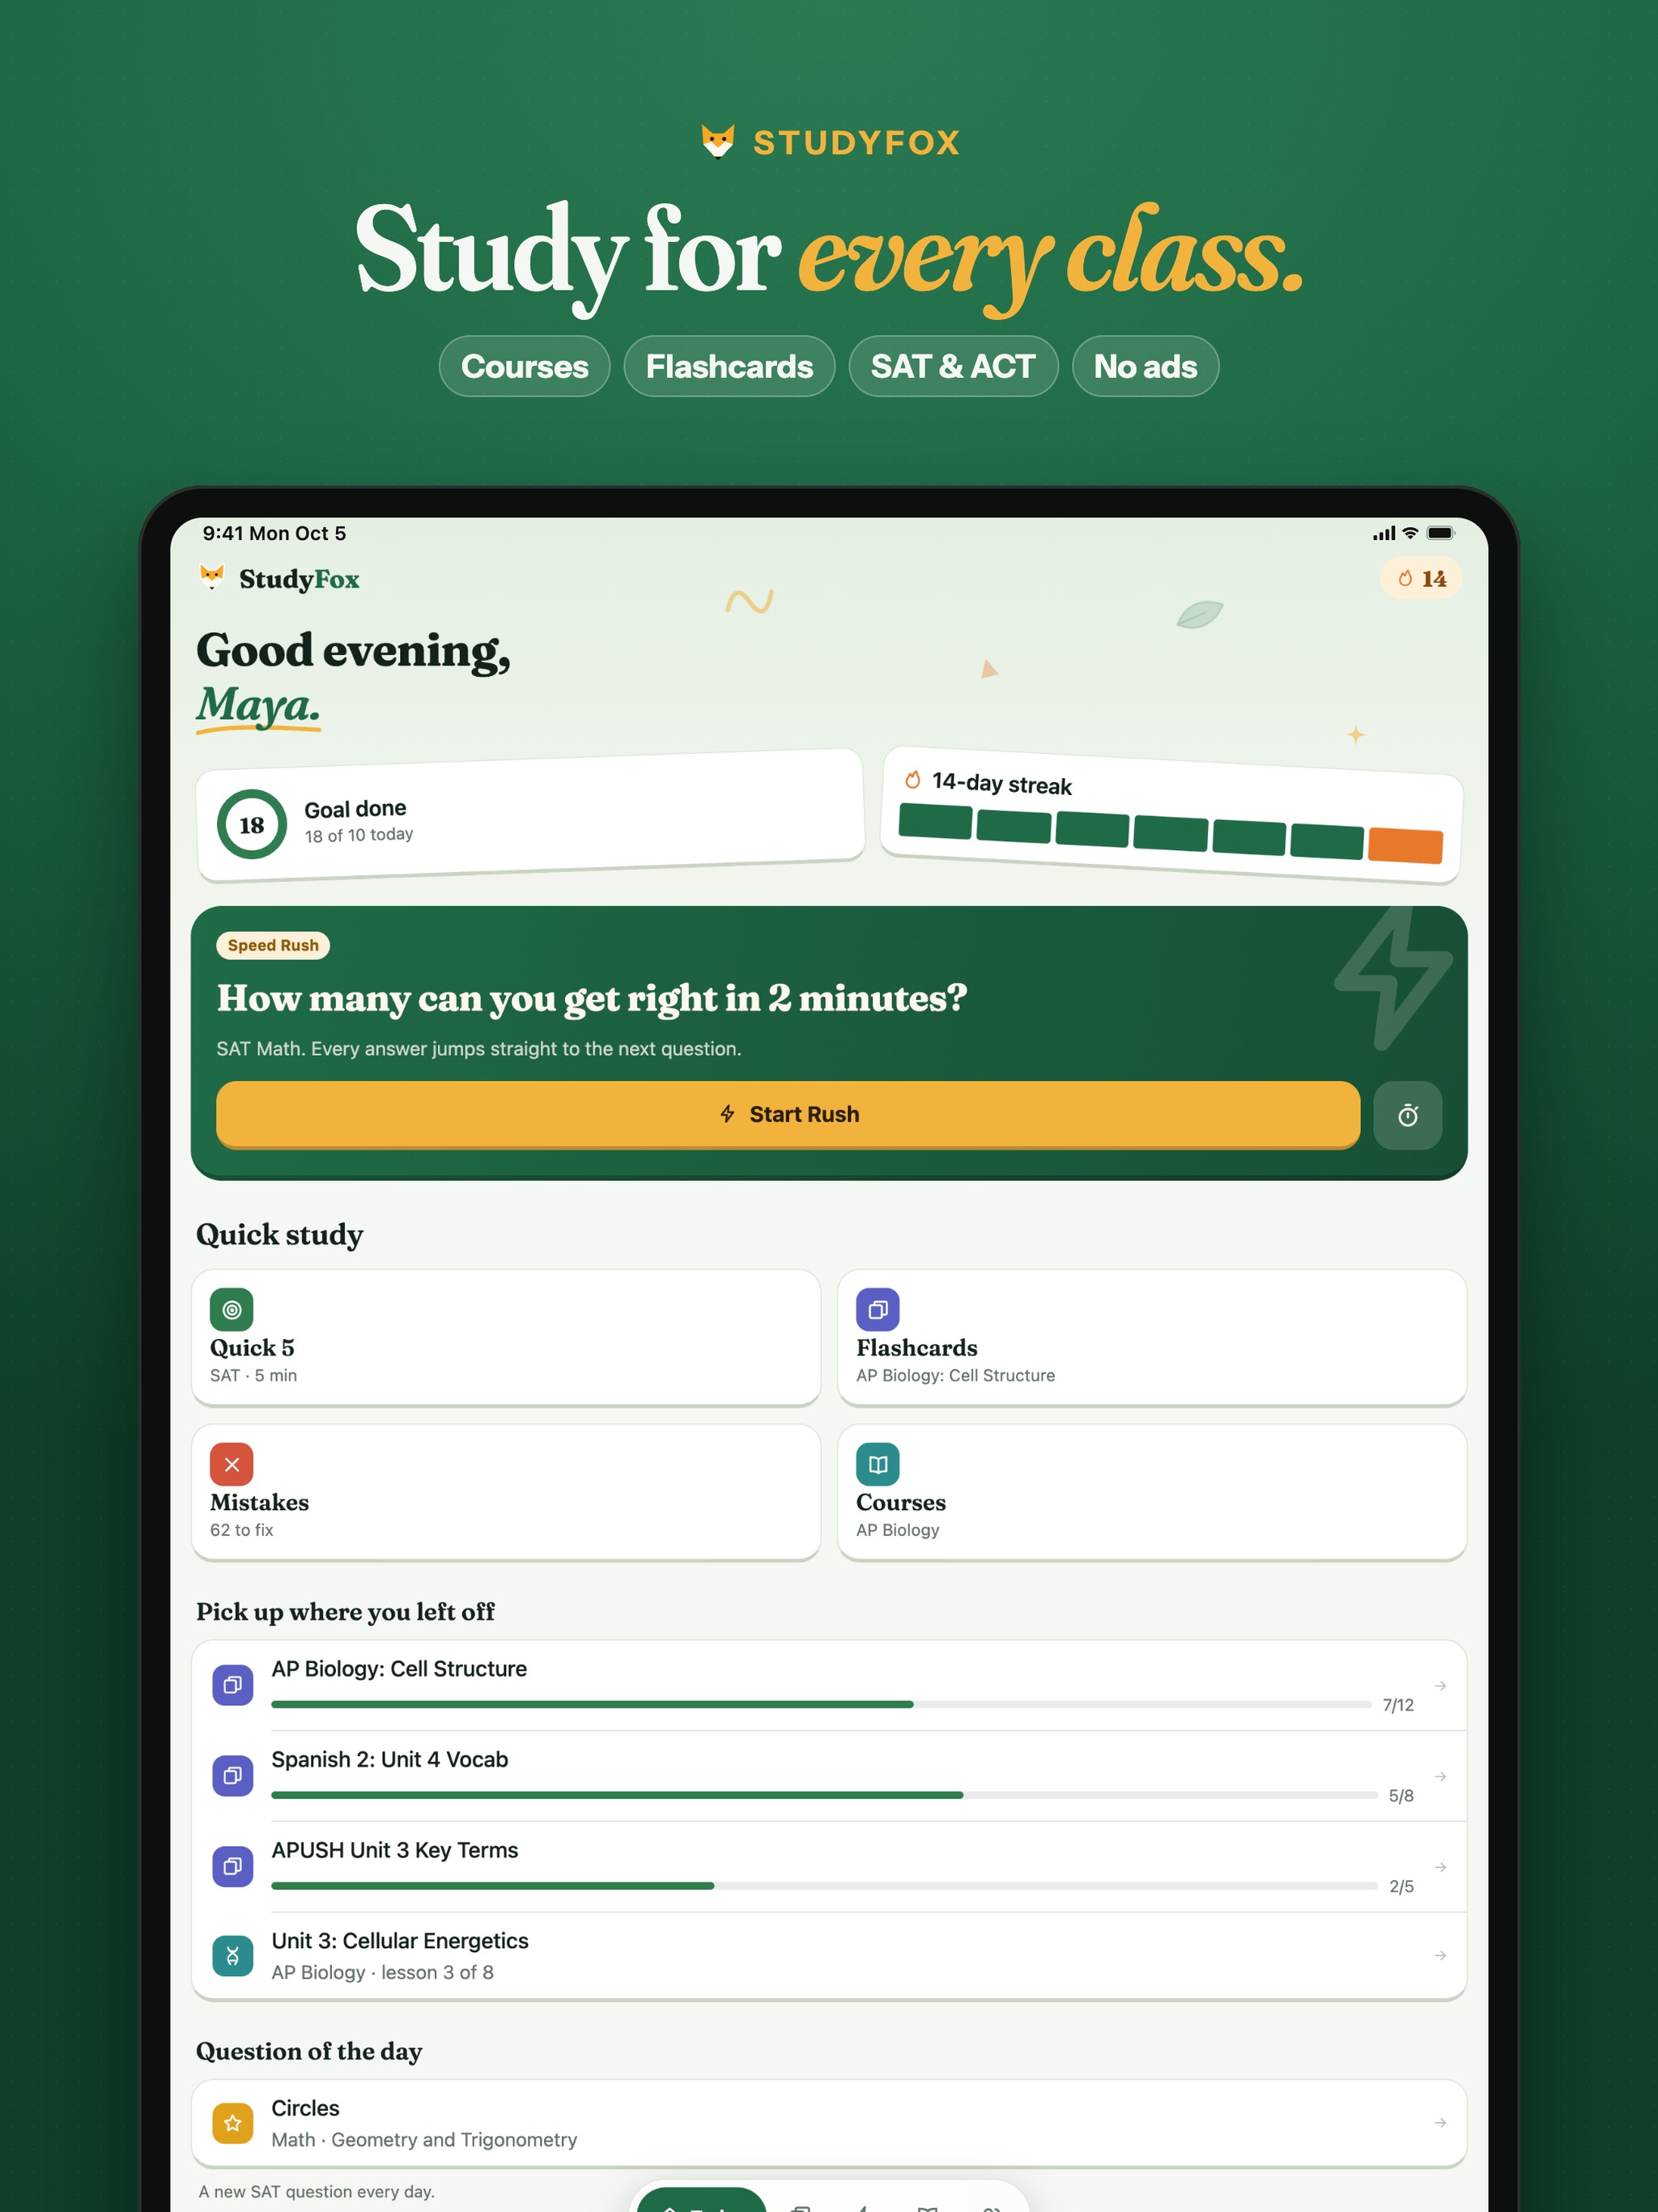 STUDYFOX
Study for every class.
Courses
Flashcards
SAT & ACT
No ads
9:41 Mon Oct 5
StudyFox
14
Good evening,
Maya.
18
Goal done
18 of 10 today
14-day streak
Speed Rush
How many can you get right in 2 minutes?
SAT Math. Every answer jumps straight to the next question.
Start Rush
Quick study
Quick 5
SAT · 5 min
Flashcards
AP Biology: Cell Structure
Mistakes
62 to fix
Courses
AP Biology
Pick up where you left off
AP Biology: Cell Structure
7/12
Spanish 2: Unit 4 Vocab
5/8
APUSH Unit 3 Key Terms
2/5
Unit 3: Cellular Energetics
AP Biology · lesson 3 of 8
Question of the day
Circles
Math · Geometry and Trigonometry
A new SAT question every day.